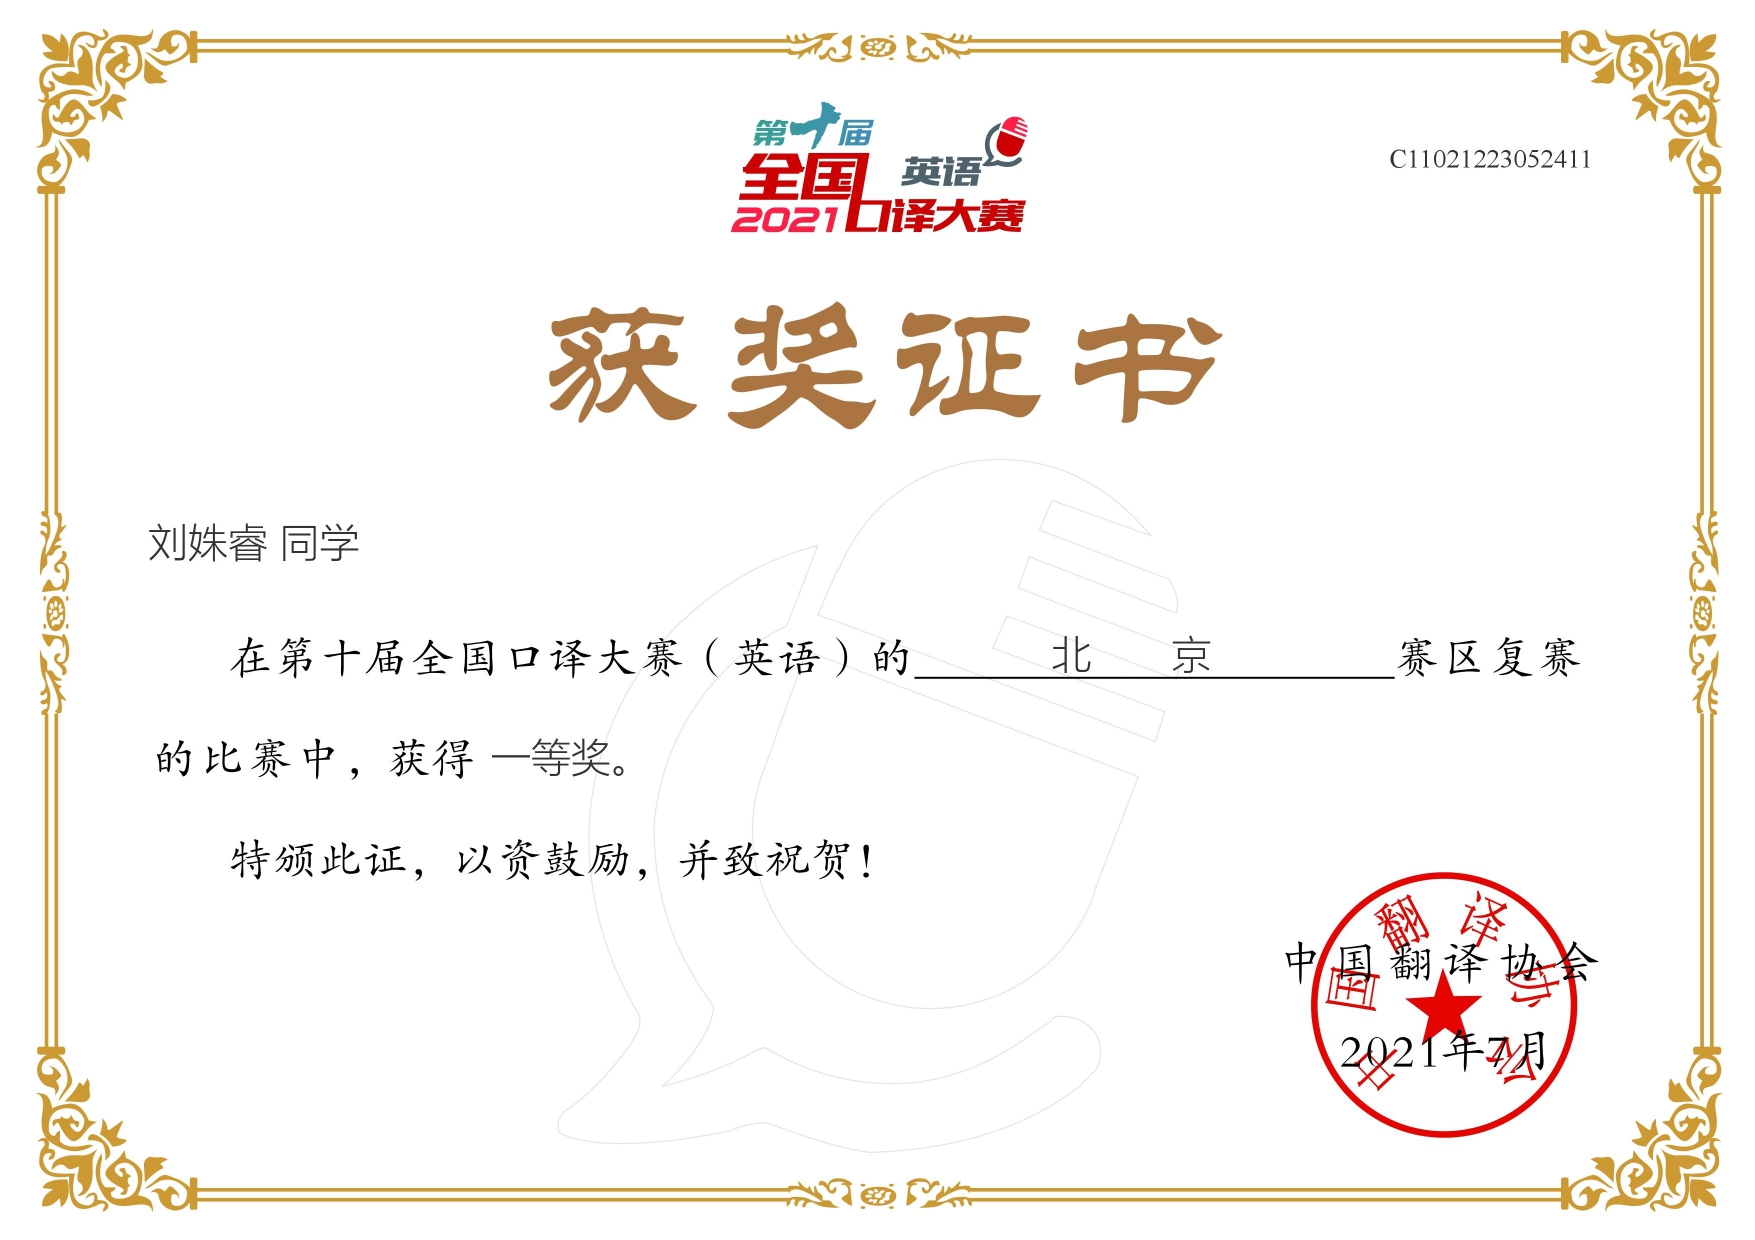 第十届
全国
英语
2021口译大赛
C11021223052411
获奖证书
刘姝睿 同学
在第十届全国口译大赛（英语）的 北 京 赛区复赛
的比赛中，获得 一等奖。
特颁此证，以资鼓励，并致祝贺！
中国翻译协会
2021年7月
中国翻译协会